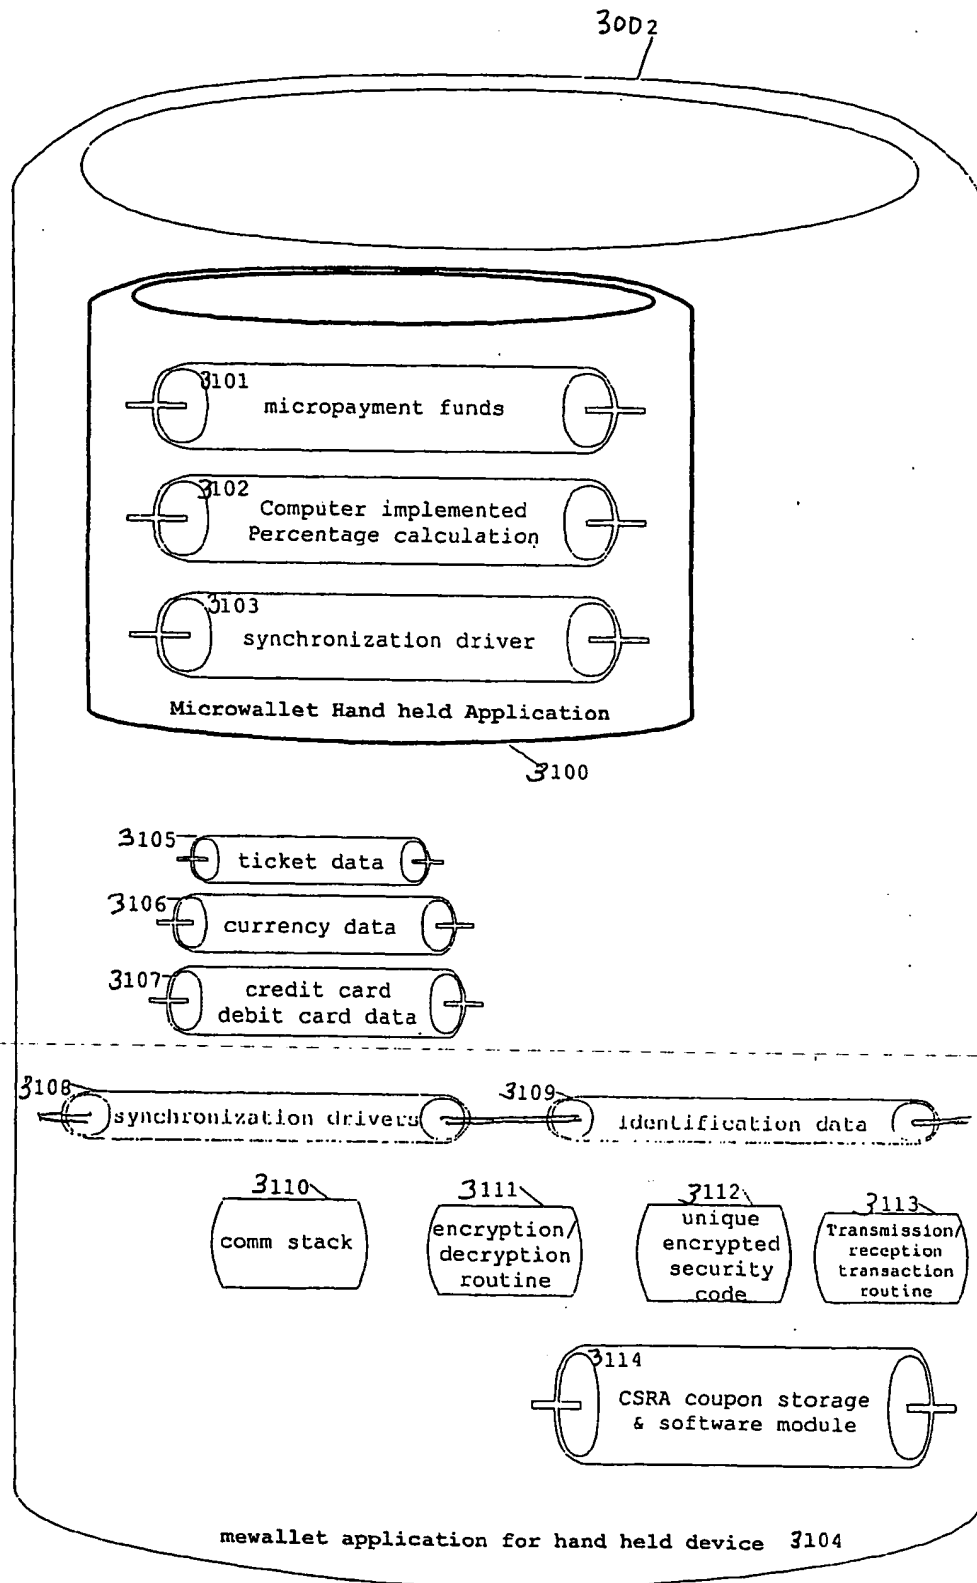 3002
3101
micropayment funds
3102
Computer implemented
Percentage calculation
3103
synchronization driver
Microwallet Hand held Application
3100
3105
ticket data
3106
currency data
3107
credit card
debit card data
3108
synchronization drivers
3109
identification data
3110
comm stack
3111
encryption/
decryption
routine
3112
unique
encrypted
security
code
3113
Transmission/
reception
transaction
routine
3114
CSRA coupon storage
& software module
mewallet application for hand held device 3104